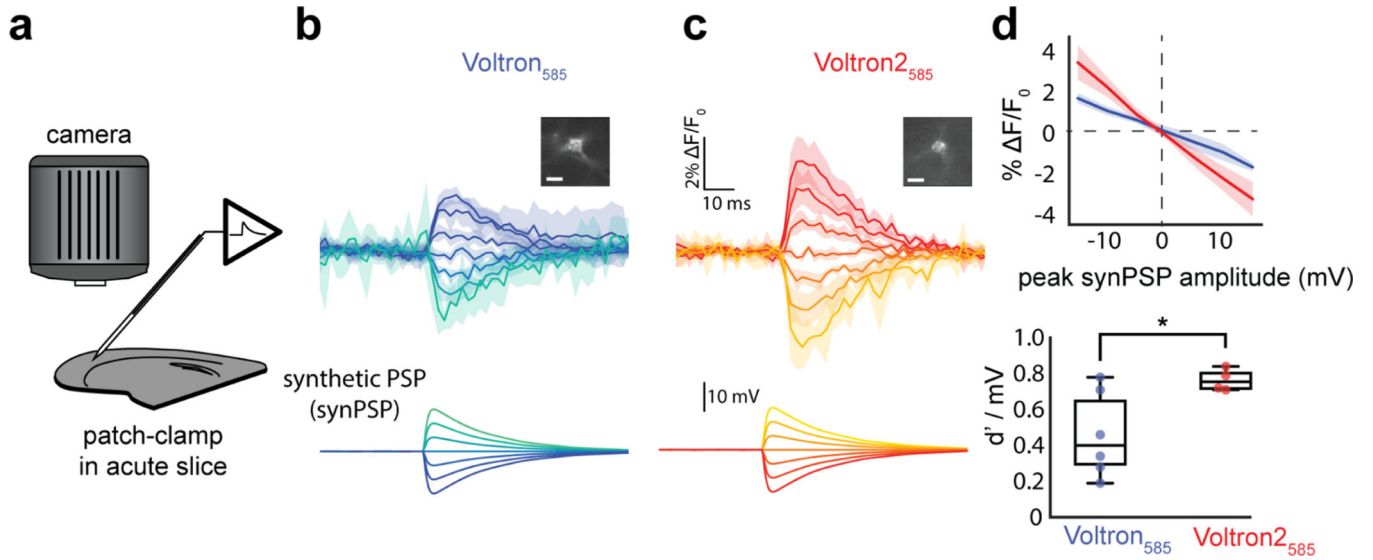 a
camera
patch-clamp
in acute slice
b
Voltron585
synthetic PSP
(synPSP)
c
Voltron2585
2% ΔF/F0
10 ms
10 mV
d
% ΔF/F0
4
2
0
-2
-4
-10 0 10
peak synPSP amplitude (mV)
*
d' / mV
1.0
0.8
0.6
0.4
0.2
0
Voltron585 Voltron2585